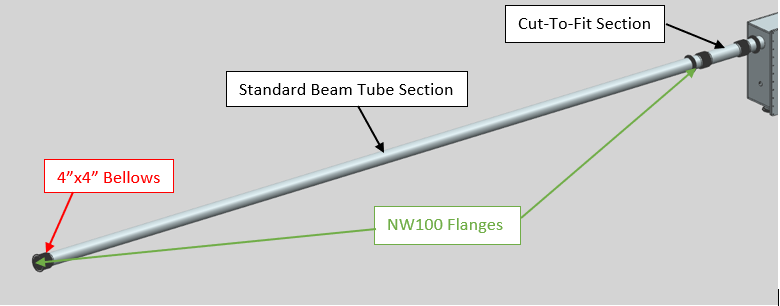 Cut-To-Fit Section
Standard Beam Tube Section
4”x4” Bellows
NW100 Flanges